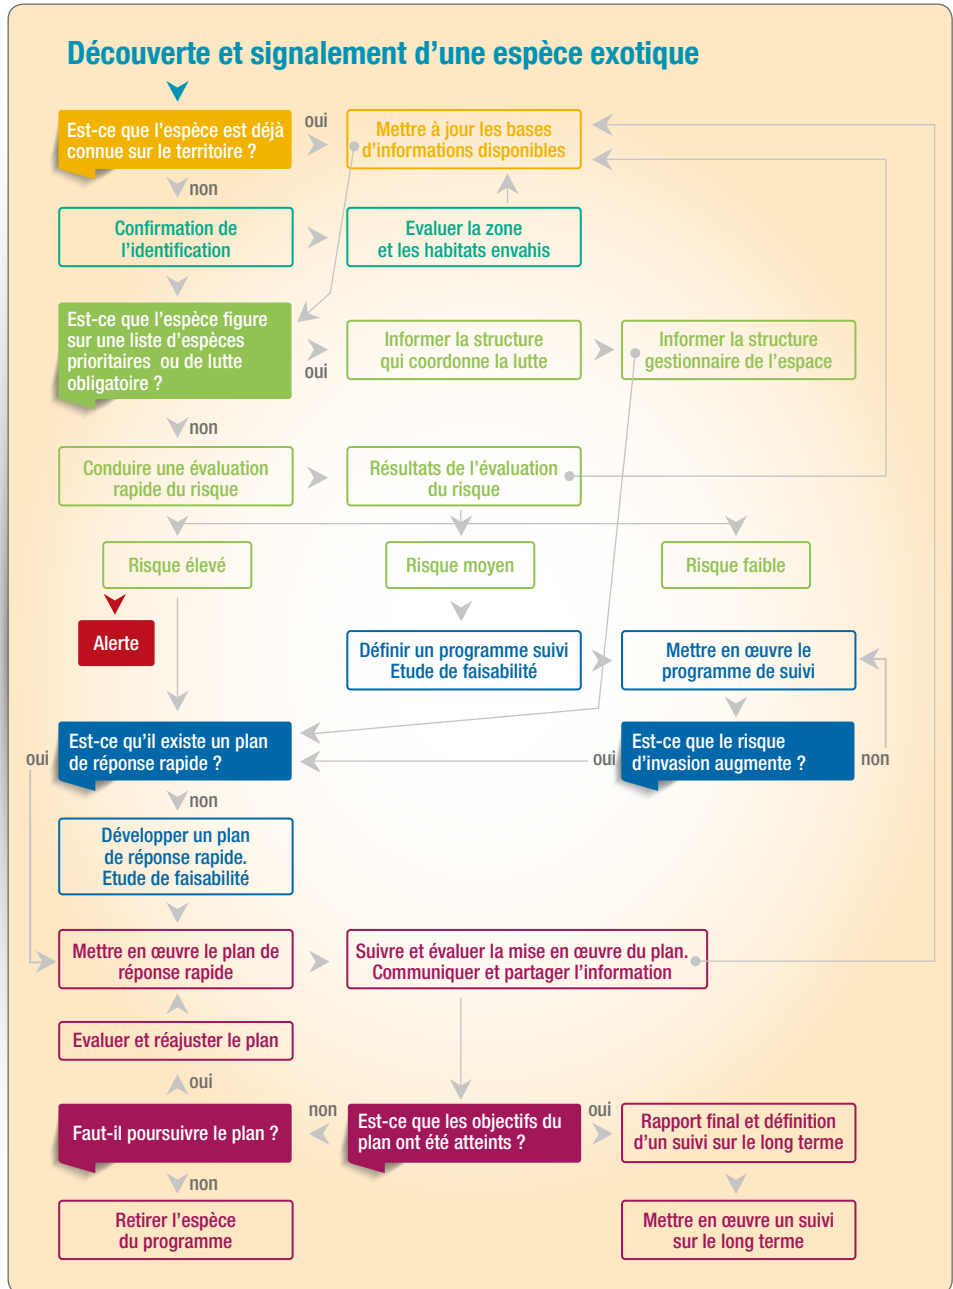 Découverte et signalement d'une espèce exotique
Est-ce que l'espèce est déjà
connue sur le territoire ?
oui
Mettre à jour les bases
d'informations disponibles
non
Confirmation de
l'identification
Evaluer la zone
et les habitats envahis
Est-ce que l'espèce figure
sur une liste d'espèces
prioritaires ou de lutte
obligatoire ?
oui
Informer la structure
qui coordonne la lutte
Informer la structure
gestionnaire de l'espace
non
Conduire une évaluation
rapide du risque
Résultats de l'évaluation
du risque
Risque élevé
Risque moyen
Risque faible
Alerte
Définir un programme suivi
Etude de faisabilité
Mettre en œuvre le
programme de suivi
oui
Est-ce qu'il existe un plan
de réponse rapide ?
oui
Est-ce que le risque
d'invasion augmente ?
non
non
Développer un plan
de réponse rapide.
Etude de faisabilité
Mettre en œuvre le plan de
réponse rapide
Suivre et évaluer la mise en œuvre du plan.
Communiquer et partager l'information
Evaluer et réajuster le plan
oui
Faut-il poursuivre le plan ?
non
Est-ce que les objectifs du
plan ont été atteints ?
oui
Rapport final et définition
d'un suivi sur le long terme
non
Retirer l'espèce
du programme
Mettre en œuvre un suivi
sur le long terme